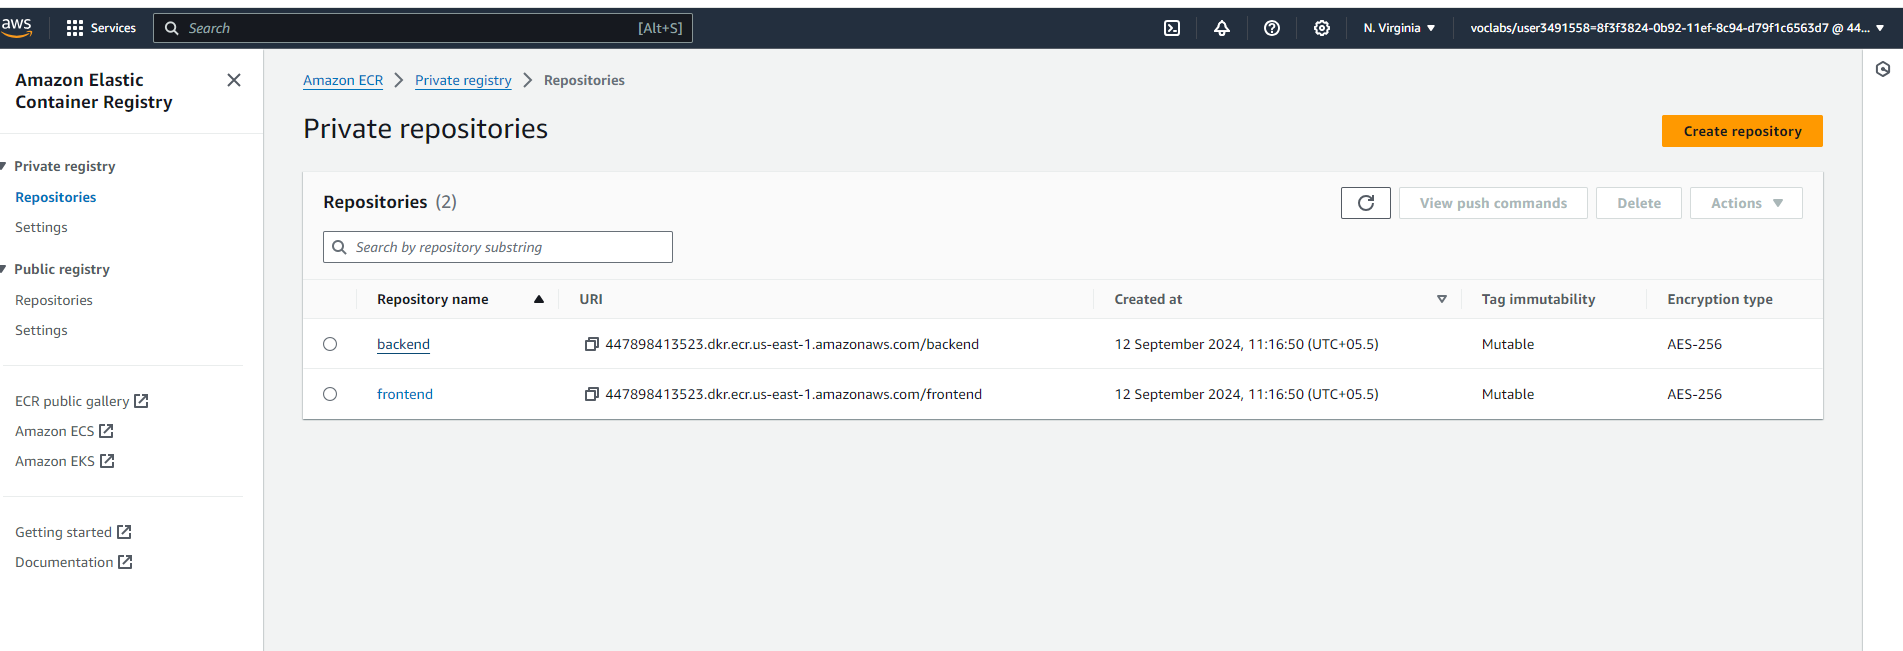 aws
Services
Search [Alt+S]
N. Virginia
voclabs/user3491558=8f3f3824-0b92-11ef-8c94-d79f1c6563d7 @ 44...
Amazon Elastic
Container Registry
Private registry
Repositories
Settings
Public registry
Repositories
Settings
ECR public gallery
Amazon ECS
Amazon EKS
Getting started
Documentation
Amazon ECR > Private registry > Repositories
Private repositories
Create repository
Repositories (2)
View push commands
Delete
Actions
Search by repository substring
Repository name URI Created at Tag immutability Encryption type
backend 447898413523.dkr.ecr.us-east-1.amazonaws.com/backend 12 September 2024, 11:16:50 (UTC+05.5) Mutable AES-256
frontend 447898413523.dkr.ecr.us-east-1.amazonaws.com/frontend 12 September 2024, 11:16:50 (UTC+05.5) Mutable AES-256